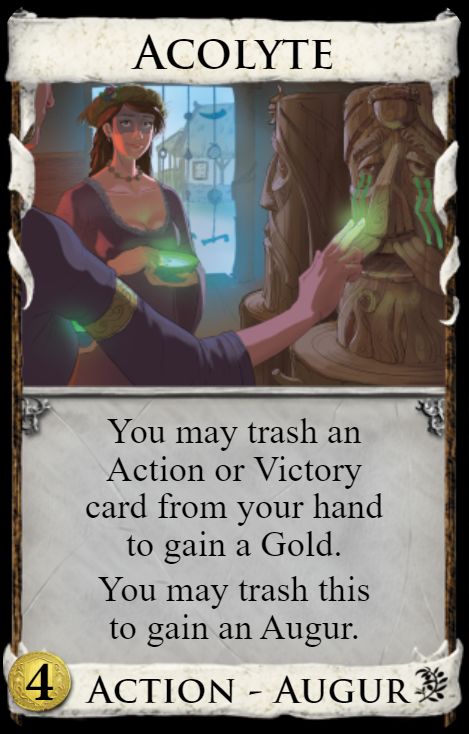 ACOLYTE
You may trash an
Action or Victory
card from your hand
to gain a Gold.
You may trash this
to gain an Augur.
4 ACTION - AUGUR